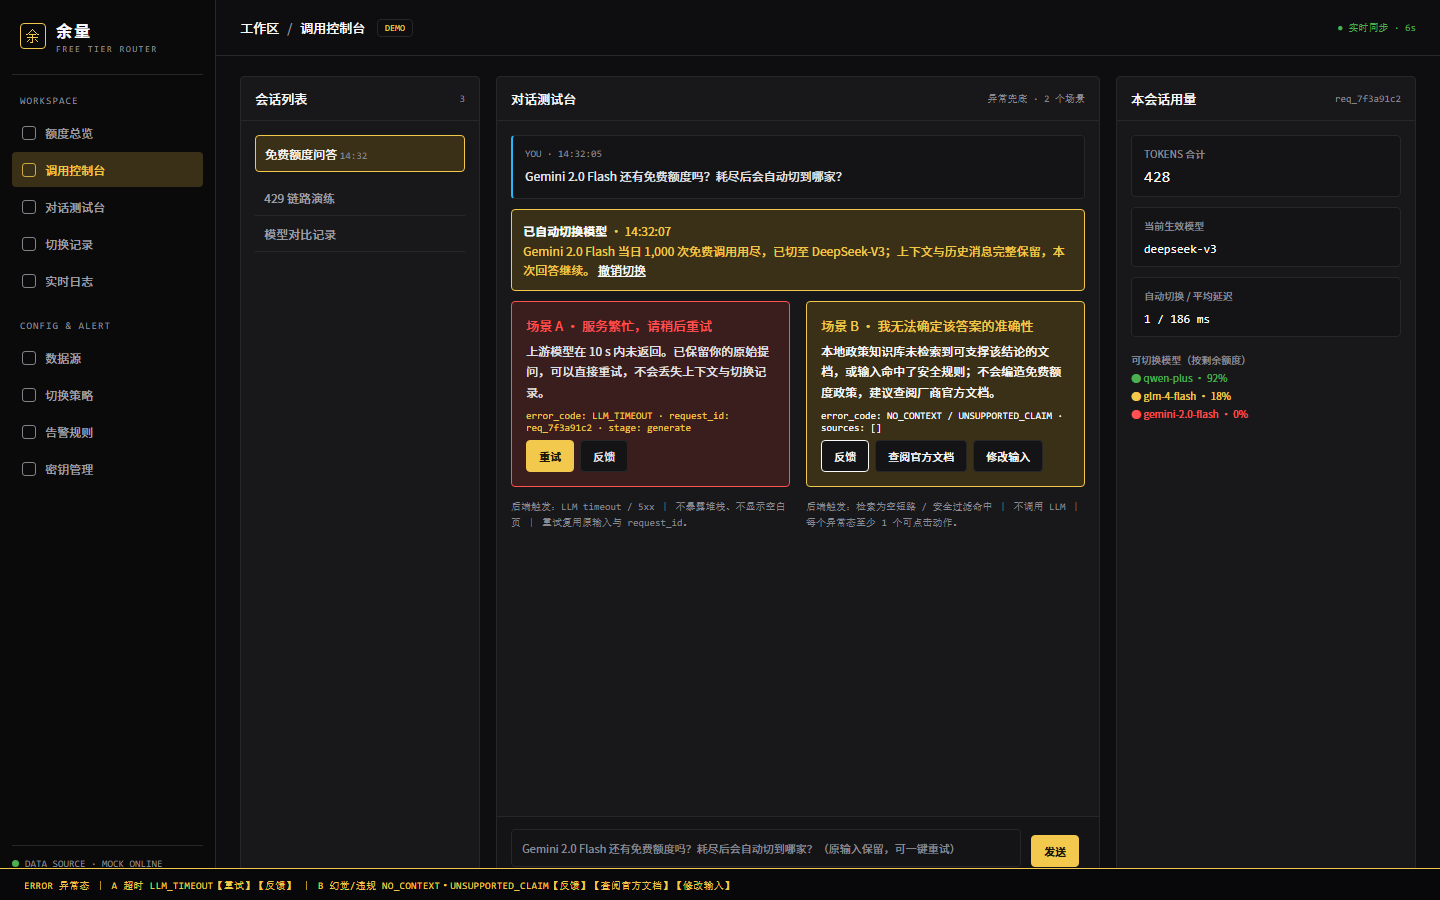 余 余量
FREE TIER ROUTER
WORKSPACE
额度总览
调用控制台
对话测试台
切换记录
实时日志
CONFIG & ALERT
数据源
切换策略
告警规则
密钥管理
DATA SOURCE · MOCK ONLINE
工作区 / 调用控制台 DEMO
实时同步 · 6s
会话列表 3
免费额度问答 14:32
429 链路演练
模型对比记录
对话测试台 异常兜底 · 2 个场景
YOU · 14:32:05
Gemini 2.0 Flash 还有免费额度吗？耗尽后会自动切到哪家？
已自动切换模型 · 14:32:07
Gemini 2.0 Flash 当日 1,000 次免费调用用尽，已切至 DeepSeek-V3；上下文与历史消息完整保留，本
次回答继续。 撤销切换
场景 A · 服务繁忙，请稍后重试
上游模型在 10 s 内未返回。已保留你的原始提
问，可以直接重试，不会丢失上下文与切换记
录。
error_code: LLM_TIMEOUT · request_id:
req_7f3a91c2 · stage: generate
重试 反馈
后端触发：LLM timeout / 5xx ｜ 不暴露堆栈、不显示空白
页 ｜ 重试复用原输入与 request_id。
场景 B · 我无法确定该答案的准确性
本地政策知识库未检索到可支撑该结论的文
档，或输入命中了安全规则；不会编造免费额
度政策，建议查阅厂商官方文档。
error_code: NO_CONTEXT / UNSUPPORTED_CLAIM ·
sources: []
反馈 查阅官方文档 修改输入
后端触发：检索为空短路 / 安全过滤命中 ｜ 不调用 LLM ｜
每个异常态至少 1 个可点击动作。
Gemini 2.0 Flash 还有免费额度吗？耗尽后会自动切到哪家？（原输入保留，可一键重试）
发送
本会话用量 req_7f3a91c2
TOKENS 合计
428
当前生效模型
deepseek-v3
自动切换 / 平均延迟
1 / 186 ms
可切换模型（按剩余额度）
qwen-plus · 92%
glm-4-flash · 18%
gemini-2.0-flash · 0%
ERROR 异常态 ｜ A 超时 LLM_TIMEOUT【重试】【反馈】 ｜ B 幻觉/违规 NO_CONTEXT·UNSUPPORTED_CLAIM【反馈】【查阅官方文档】【修改输入】